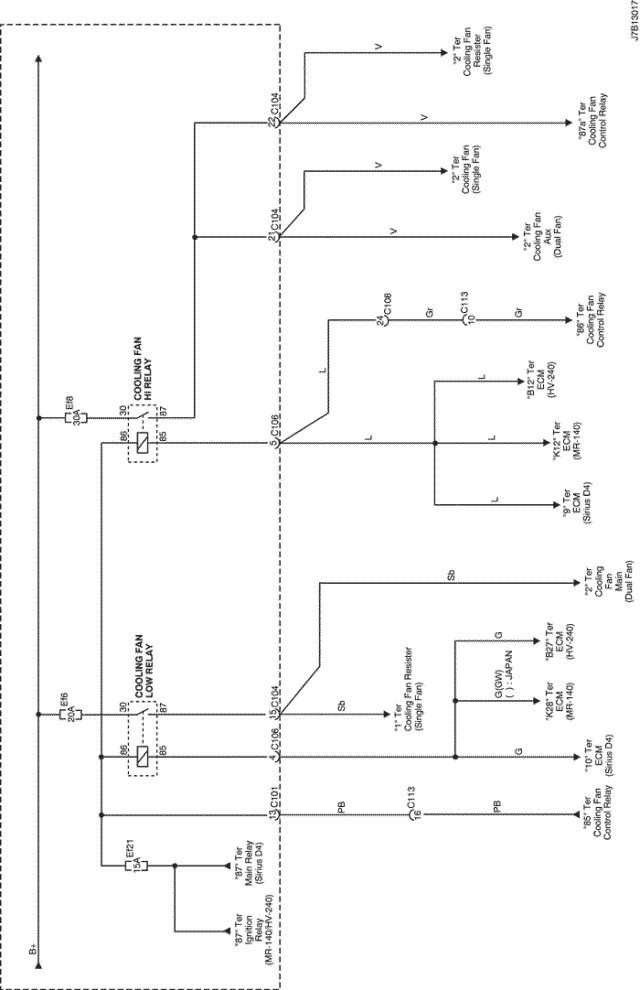 B+
Ef6
20A
Ef8
30A
Ef21
15A
86
30
85
87
COOLING FAN
LOW RELAY
86
30
85
87
COOLING FAN
HI RELAY
"87" Ter
Ignition
Relay
(MR-140/HV-240)
"87" Ter
Main Relay
(Sirius D4)
13 C101
4 C106
15 C104
5 C106
21 C104
22 C104
PB
16 C113
PB
"85" Ter
Cooling Fan
Control Relay
G
"10" Ter
ECM
(Sirius D4)
G(GW)
( ) : JAPAN
"K28" Ter
ECM
(MR-140)
G
"B27" Ter
ECM
(HV-240)
Sb
"1" Ter
Cooling Fan Resister
(Single Fan)
Sb
"2" Ter
Cooling
Fan
Main
(Dual Fan)
L
L
"9" Ter
ECM
(Sirius D4)
L
"K12" Ter
ECM
(MR-140)
L
"B12" Ter
ECM
(HV-240)
L
24 C108
Gr
10 C113
Gr
"86" Ter
Cooling Fan
Control Relay
V
"2" Ter
Cooling Fan
Aux
(Dual Fan)
V
"2" Ter
Cooling Fan
(Single Fan)
V
"87a" Ter
Cooling Fan
Control Relay
V
"2" Ter
Cooling Fan
Resister
(Single Fan)
J7B13017